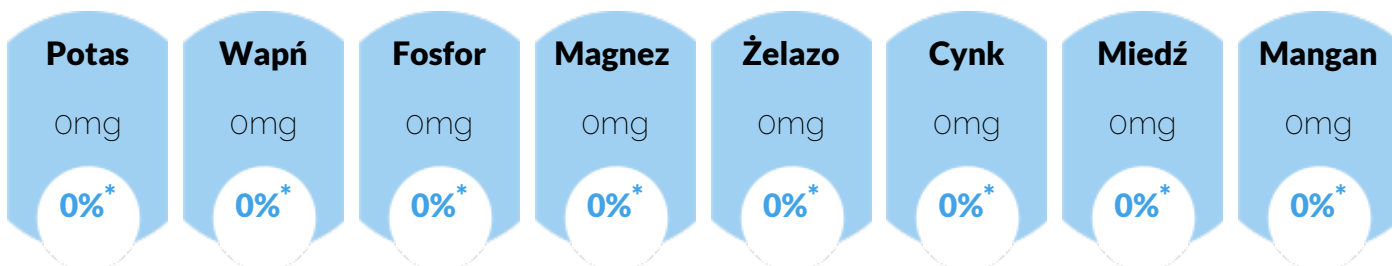 Potas Wapń Fosfor Magnez Żelazo Cynk Miedź Mangan
0mg 0mg 0mg 0mg 0mg 0mg 0mg 0mg
0%* 0%* 0%* 0%* 0%* 0%* 0%* 0%*